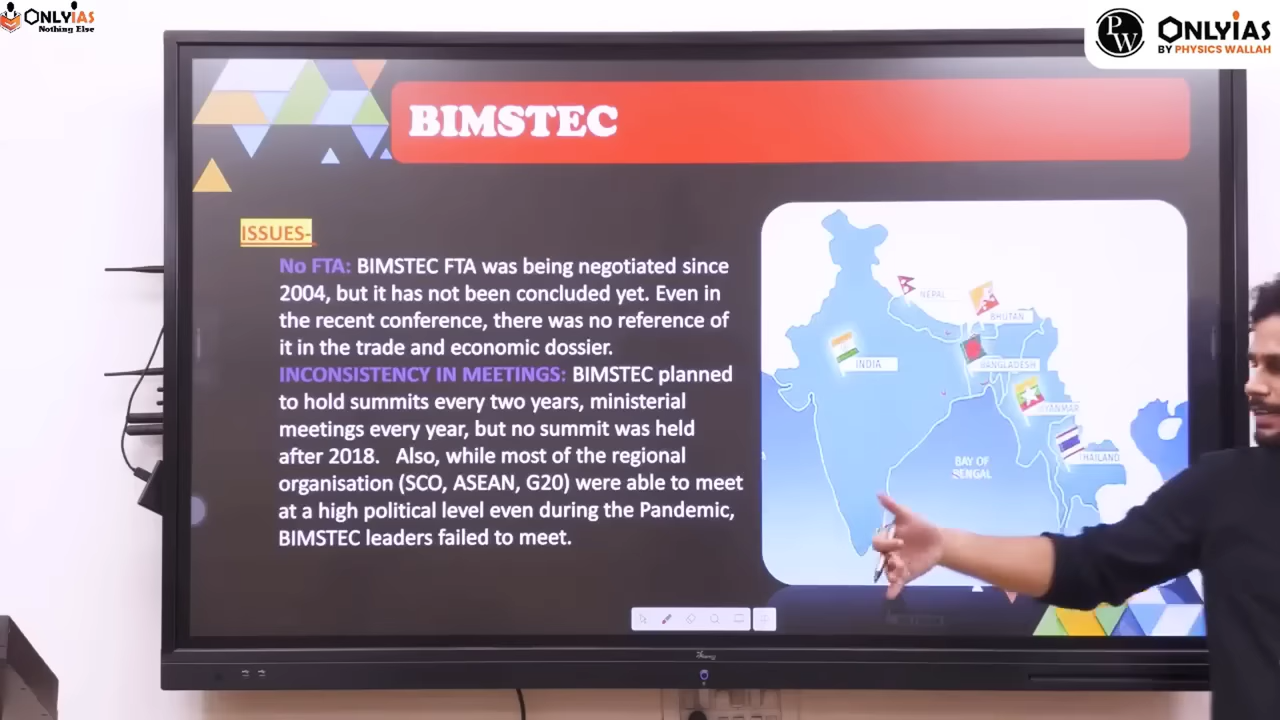 ONLYIAS
Nothing Else
PW
ONLYIAS
BY PHYSICS WALLAH
BIMSTEC
ISSUES-
No FTA: BIMSTEC FTA was being negotiated since
2004, but it has not been concluded yet. Even in
the recent conference, there was no reference of
it in the trade and economic dossier.
INCONSISTENCY IN MEETINGS: BIMSTEC planned
to hold summits every two years, ministerial
meetings every year, but no summit was held
after 2018. Also, while most of the regional
organisation (SCO, ASEAN, G20) were able to meet
at a high political level even during the Pandemic,
BIMSTEC leaders failed to meet.
NEPAL
BHUTAN
INDIA
BANGLADESH
MYANMAR
THAILAND
BAY OF
BENGAL